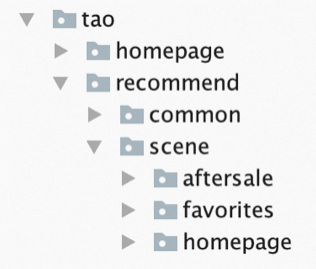 tao
homepage
recommend
common
scene
aftersale
favorites
homepage